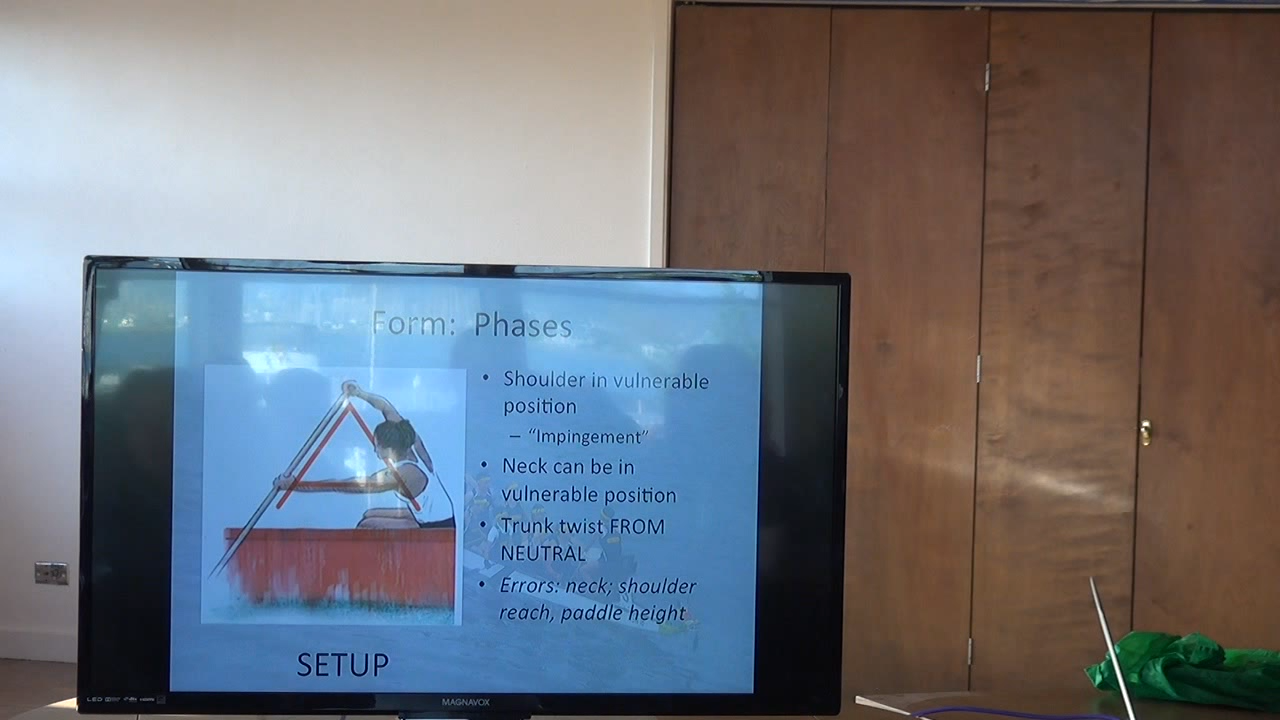 Form: Phases
• Shoulder in vulnerable
position
– “Impingement”
• Neck can be in
vulnerable position
• Trunk twist FROM
NEUTRAL
• Errors: neck; shoulder
reach, paddle height
SETUP
LED
MAGNAVOX